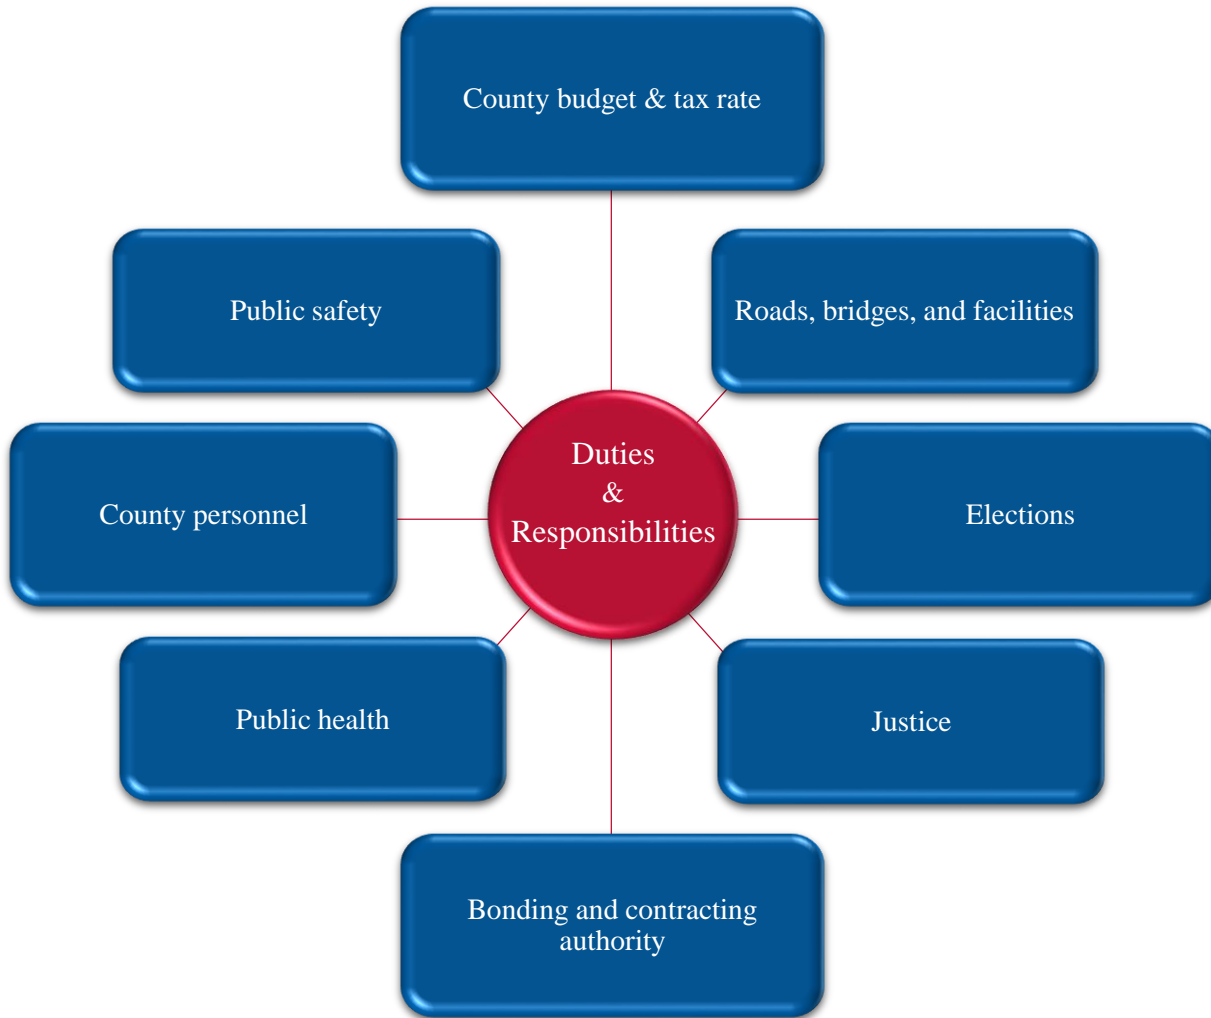 County budget & tax rate
Public safety
Roads, bridges, and facilities
Duties
&
Responsibilities
County personnel
Elections
Public health
Justice
Bonding and contracting
authority